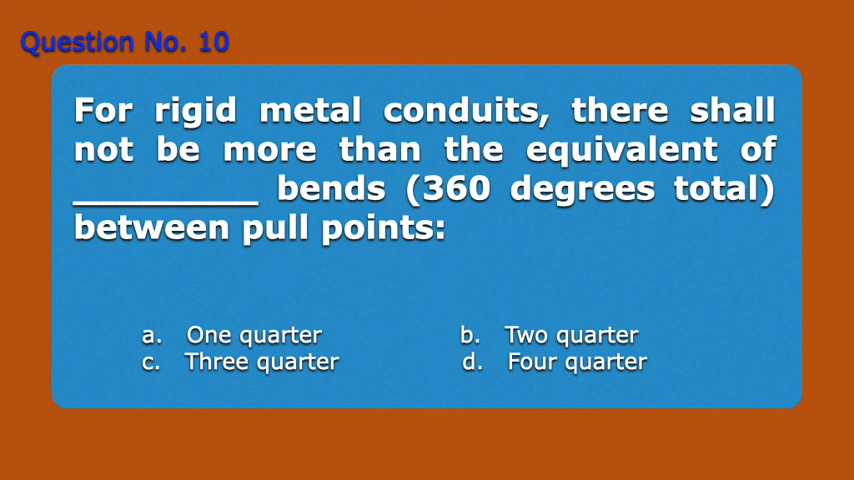 Question No. 10
For rigid metal conduits, there shall
not be more than the equivalent of
__________ bends (360 degrees total)
between pull points:
a. One quarter b. Two quarter
c. Three quarter d. Four quarter